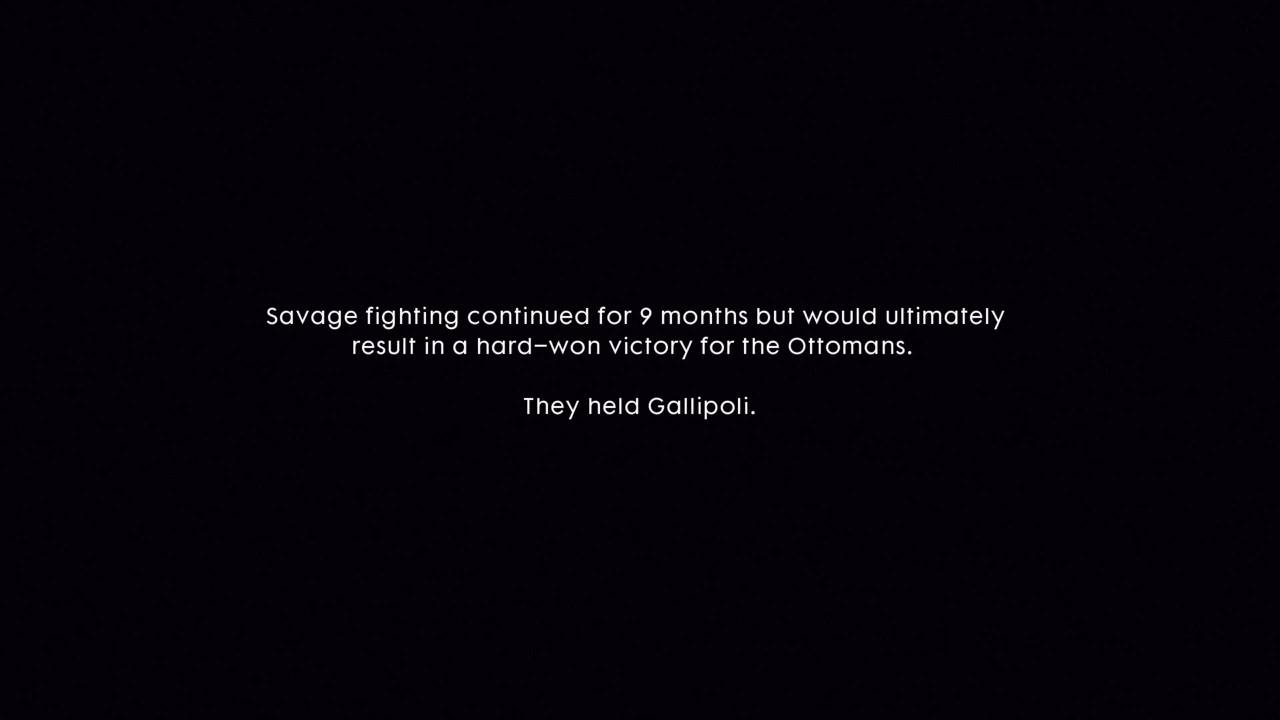 Savage fighting continued for 9 months but would ultimately
result in a hard–won victory for the Ottomans.
They held Gallipoli.